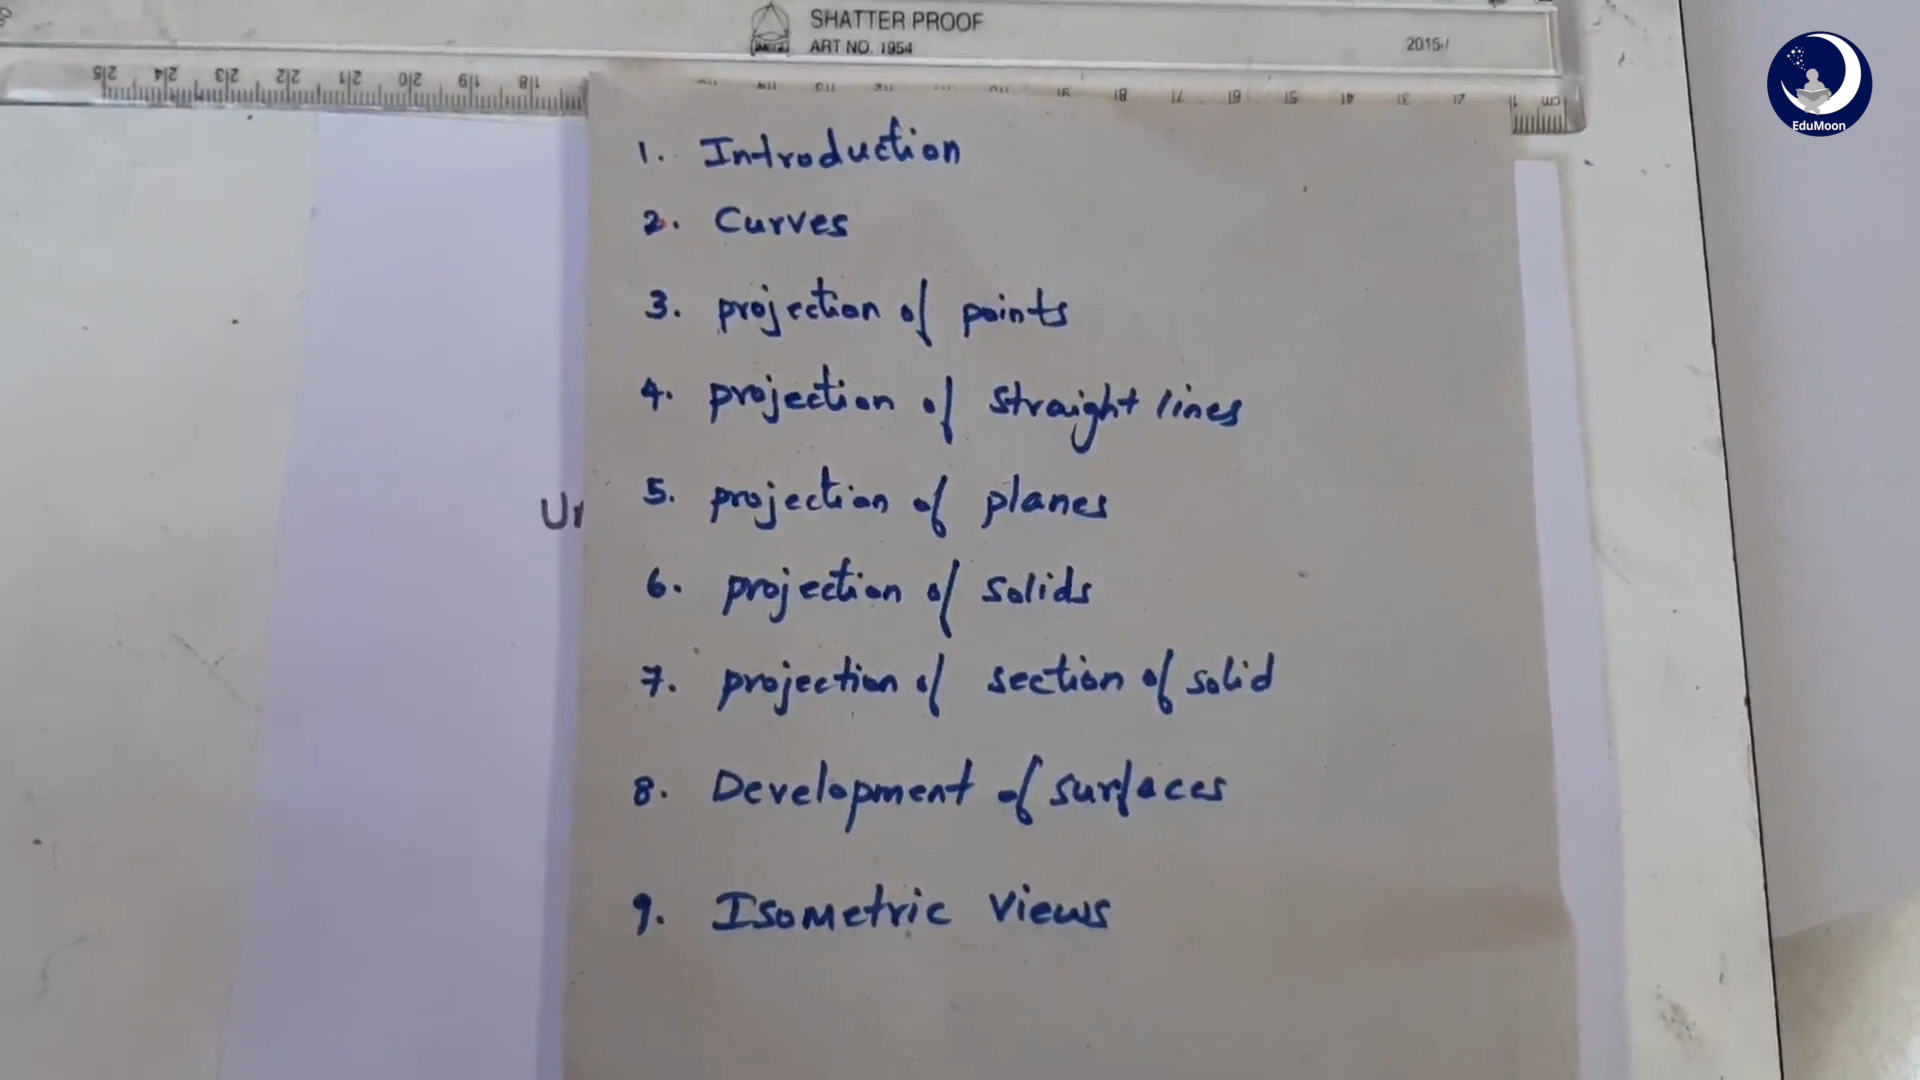 SHATTER PROOF
ART NO. 1954
2015
EduMoon
1. Introduction
2. Curves
3. projection of points
4. projection of straight lines
5. projection of planes
6. projection of solids
7. projection of section of solid
8. Development of surfaces
9. Isometric views